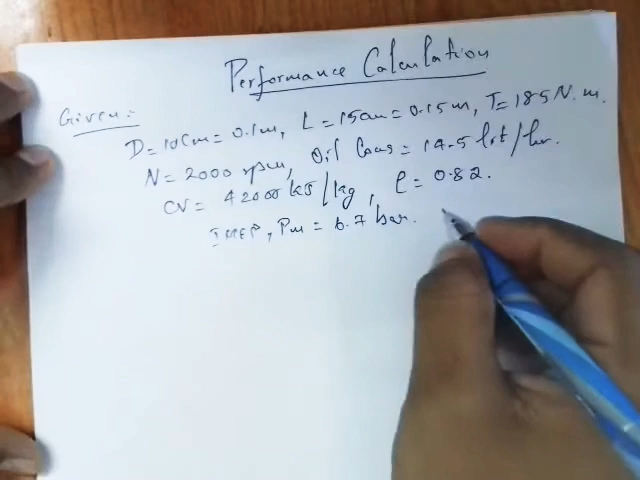 Performance Calculation
Given:-
D = 10cm = 0.1m, L = 15cm = 0.15m, T = 185 N.m.
N = 2000 rpm, Oil Cons = 14.5 lit/hr.
CV = 42000 kJ/kg, ρ = 0.82.
IMEP, Pm = 6.7 bar.